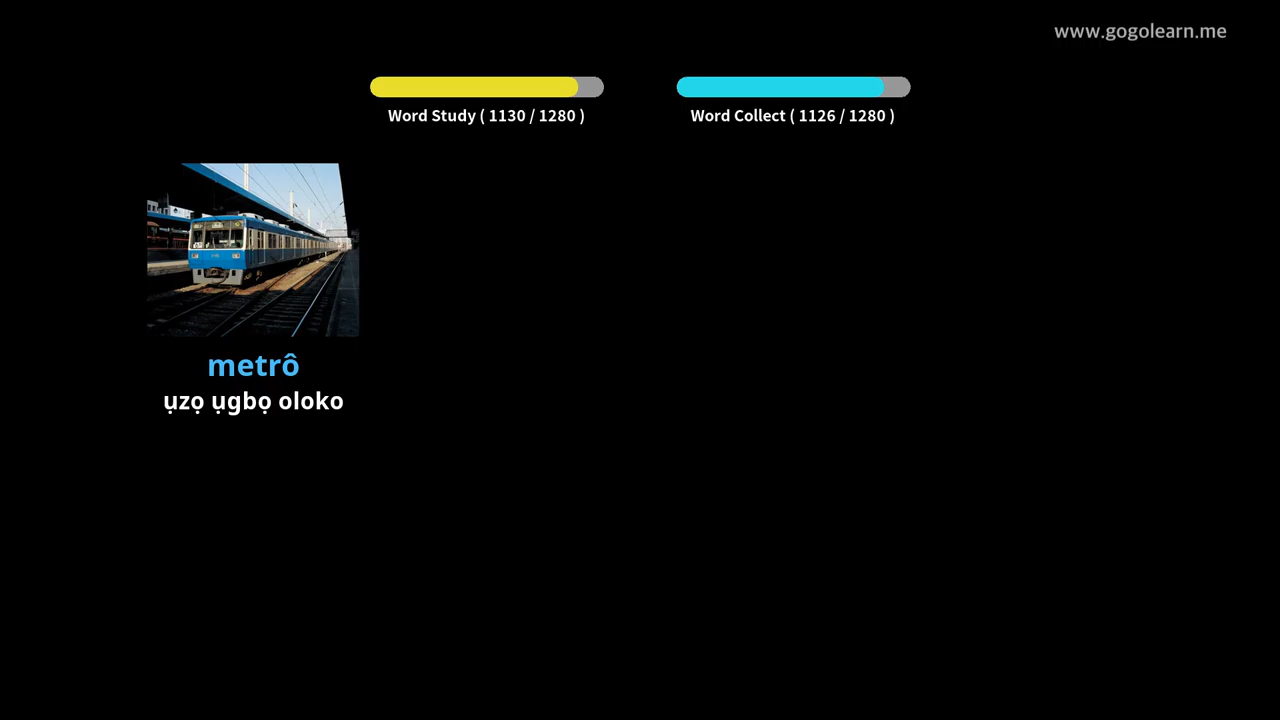 www.gogolearn.me
Word Study ( 1130 / 1280 )
Word Collect ( 1126 / 1280 )
metrô
ụzọ ụgbọ oloko